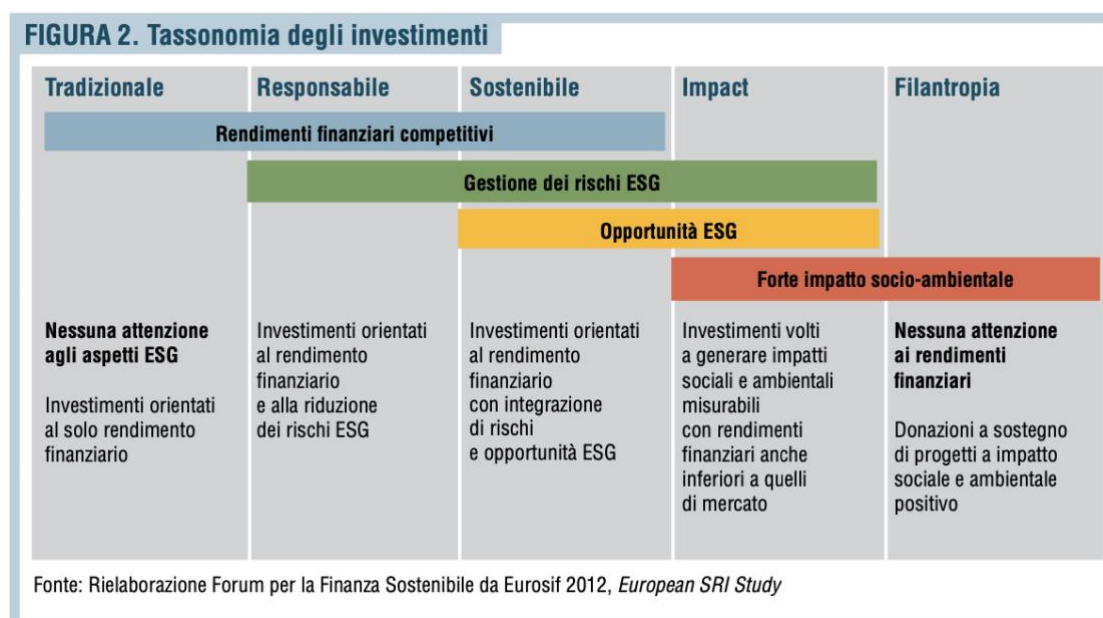 FIGURA 2. Tassonomia degli investimenti
Tradizionale
Responsabile
Sostenibile
Impact
Filantropia
Rendimenti finanziari competitivi
Gestione dei rischi ESG
Opportunità ESG
Forte impatto socio-ambientale
Nessuna attenzione
agli aspetti ESG
Investimenti orientati
al solo rendimento
finanziario
Investimenti orientati
al rendimento
finanziario
e alla riduzione
dei rischi ESG
Investimenti orientati
al rendimento
finanziario
con integrazione
di rischi
e opportunità ESG
Investimenti volti
a generare impatti
sociali e ambientali
misurabili
con rendimenti
finanziari anche
inferiori a quelli
di mercato
Nessuna attenzione
ai rendimenti
finanziari
Donazioni a sostegno
di progetti a impatto
sociale e ambientale
positivo
Fonte: Rielaborazione Forum per la Finanza Sostenibile da Eurosif 2012, European SRI Study